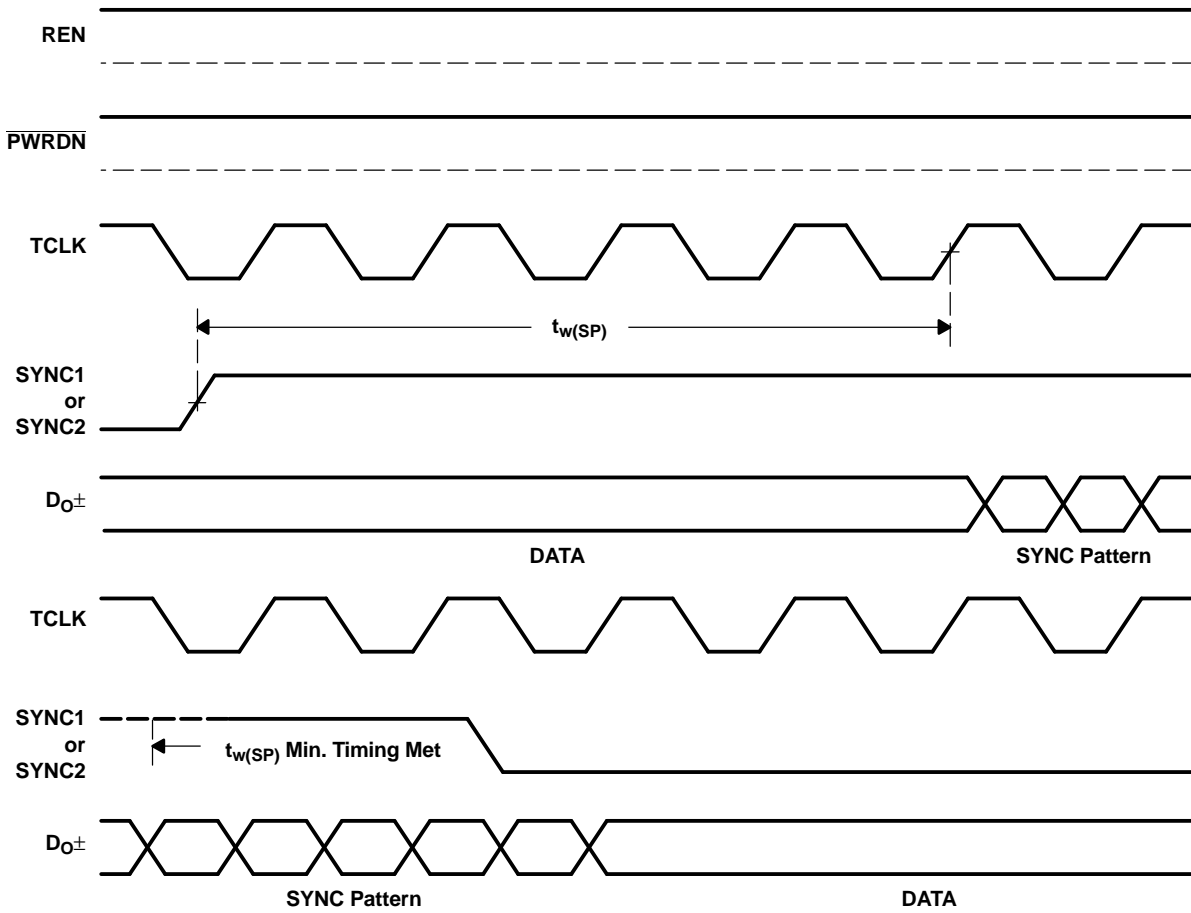 REN
PWRDN
TCLK
tw(SP)
SYNC1
or
SYNC2
DO±
DATA
SYNC Pattern
TCLK
SYNC1
or
SYNC2
tw(SP) Min. Timing Met
DO±
SYNC Pattern
DATA